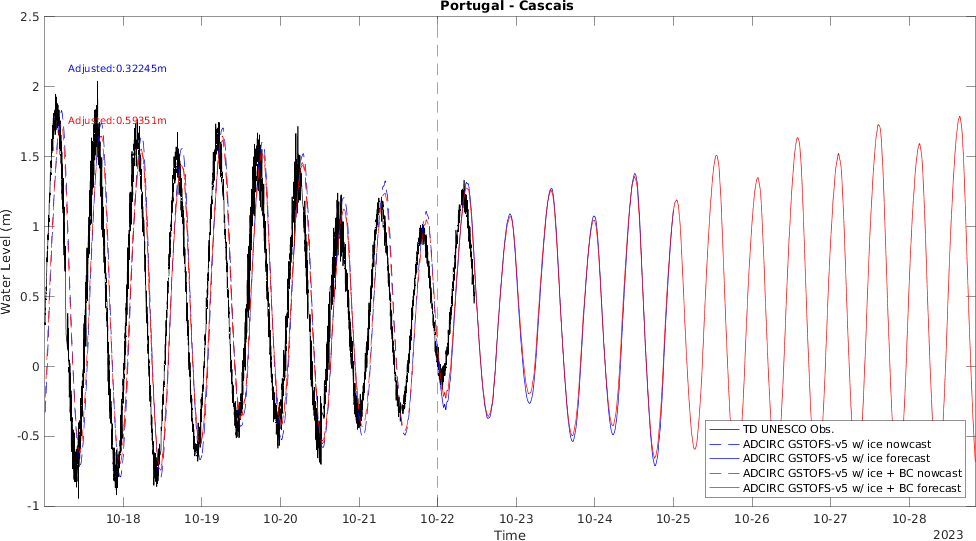 Portugal - Cascais
2.5
2
1.5
1
0.5
0
-0.5
-1
Water Level (m)
Adjusted:0.32245m
Adjusted:0.59351m
TD UNESCO Obs.
ADCIRC GSTOFS-v5 w/ ice nowcast
ADCIRC GSTOFS-v5 w/ ice forecast
ADCIRC GSTOFS-v5 w/ ice + BC nowcast
ADCIRC GSTOFS-v5 w/ ice + BC forecast
10-18 10-19 10-20 10-21 10-22 10-23 10-24 10-25 10-26 10-27 10-28
Time
2023